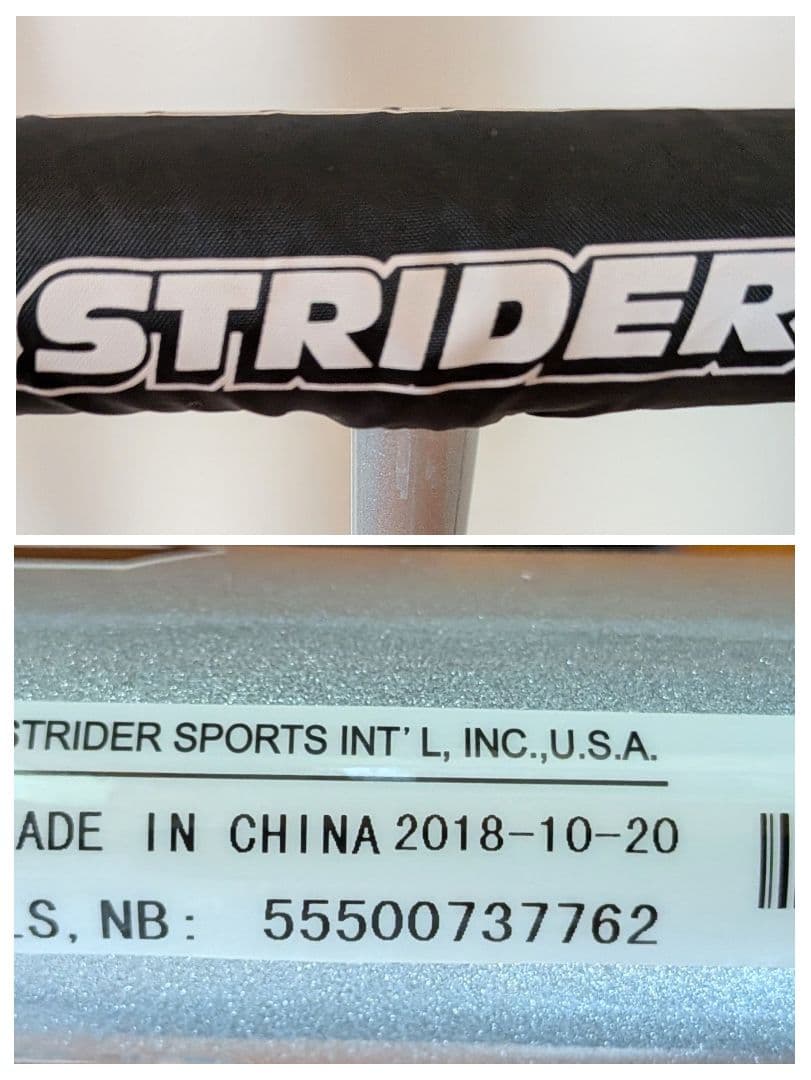 STRIDER
STRIDER SPORTS INT' L, INC.,U.S.A.
ADE IN CHINA 2018-10-20
LS, NB: 55500737762